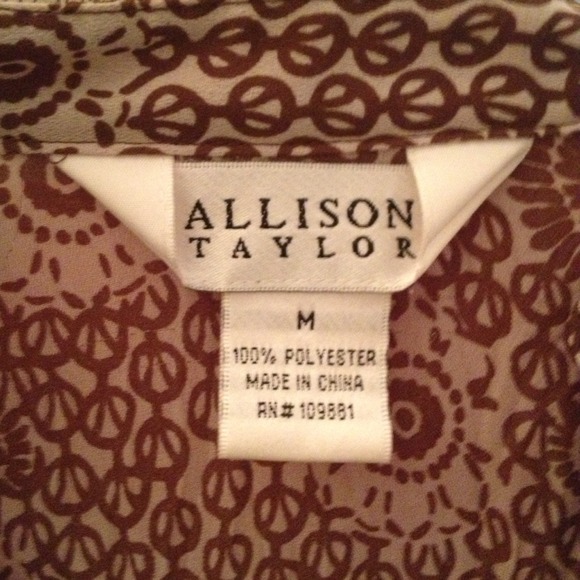 ALLISON
TAYLOR
M
100% POLYESTER
MADE IN CHINA
RN# 109881